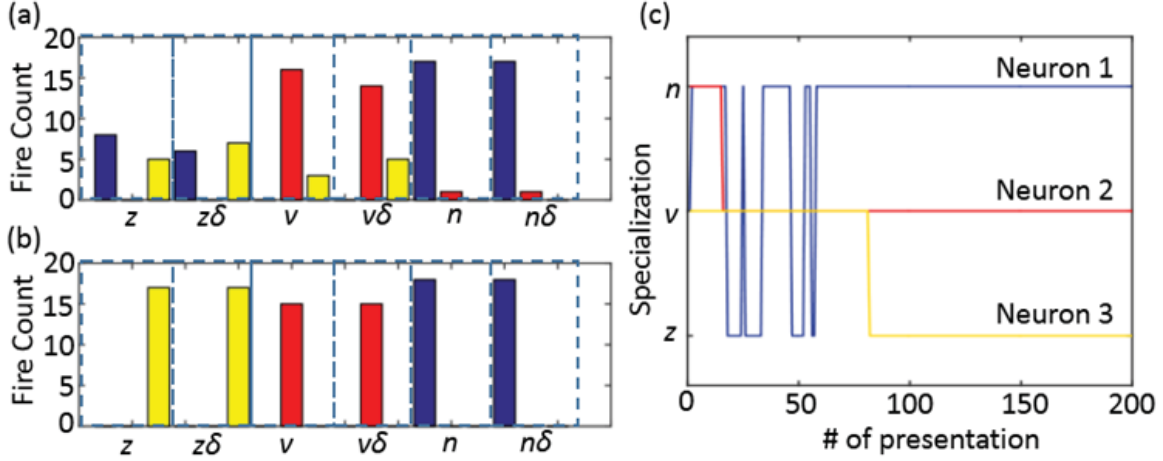 (a)
20
15
10
5
0
Fire Count
z zδ v vδ n nδ
(b)
20
15
10
5
0
Fire Count
z zδ v vδ n nδ
(c)
Specialization
n
v
z
Neuron 1
Neuron 2
Neuron 3
0 50 100 150 200
# of presentation